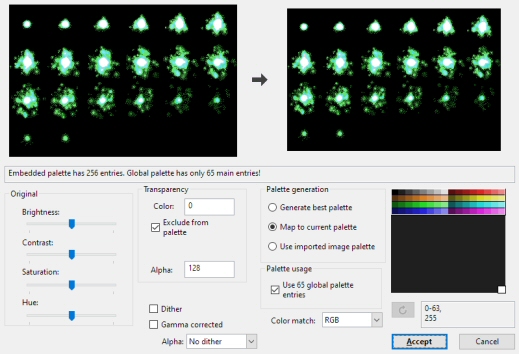 Embedded palette has 256 entries. Global palette has only 65 main entries!
Original
Brightness:
Contrast:
Saturation:
Hue:
Transparency
Color: 0
Exclude from
palette
Alpha: 128
Dither
Gamma corrected
Alpha: No dither
Palette generation
Generate best palette
Map to current palette
Use imported image palette
Palette usage
Use 65 global palette
entries
Color match: RGB
0-63,
255
Accept
Cancel